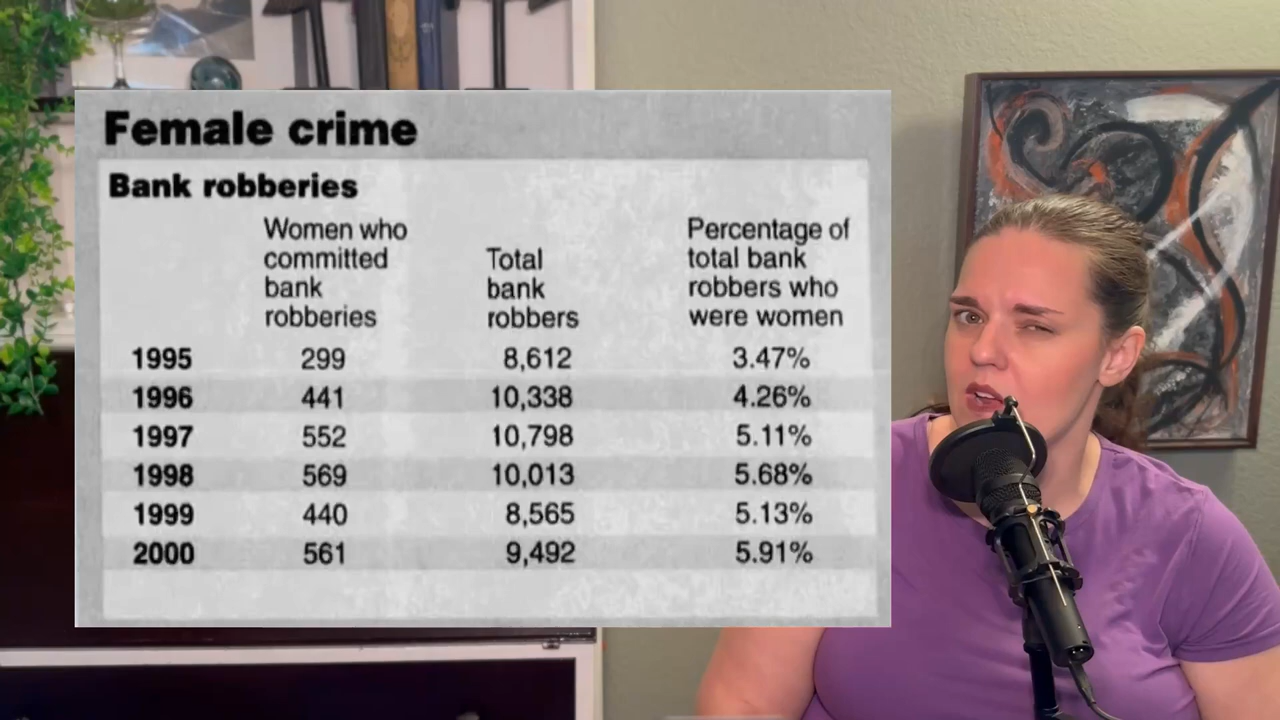 Female crime
Bank robberies
Women who committed bank robberies Total bank robbers Percentage of total bank robbers who were women
1995 299 8,612 3.47%
1996 441 10,338 4.26%
1997 552 10,798 5.11%
1998 569 10,013 5.68%
1999 440 8,565 5.13%
2000 561 9,492 5.91%